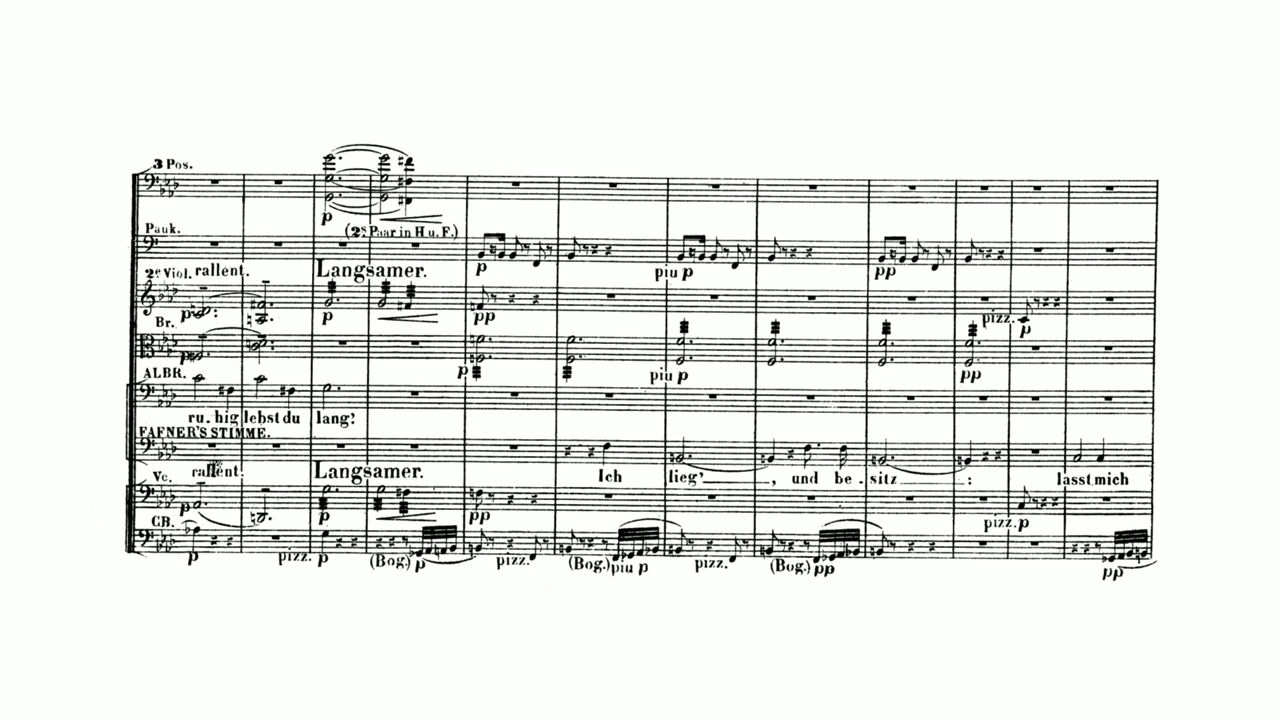 3 Pos.
p
Pauk.
(2s Paar in H u. F.)
p
piu p
pp
2e Viol. rallent.
Langsamer.
p
p
pp
pizz.
p
Br.
p
p
piu p
pp
ALBR.
ru-hig lebst du lang?
FAFNER'S STIMME.
Ich lieg', und be-sitz: lasst mich
Vc. rallent.
Langsamer.
p
p
pp
pizz. p
CB.
p
pizz.
(Bog.) p
pizz.
(Bog.) piu p
pizz.
(Bog.) pp
pp